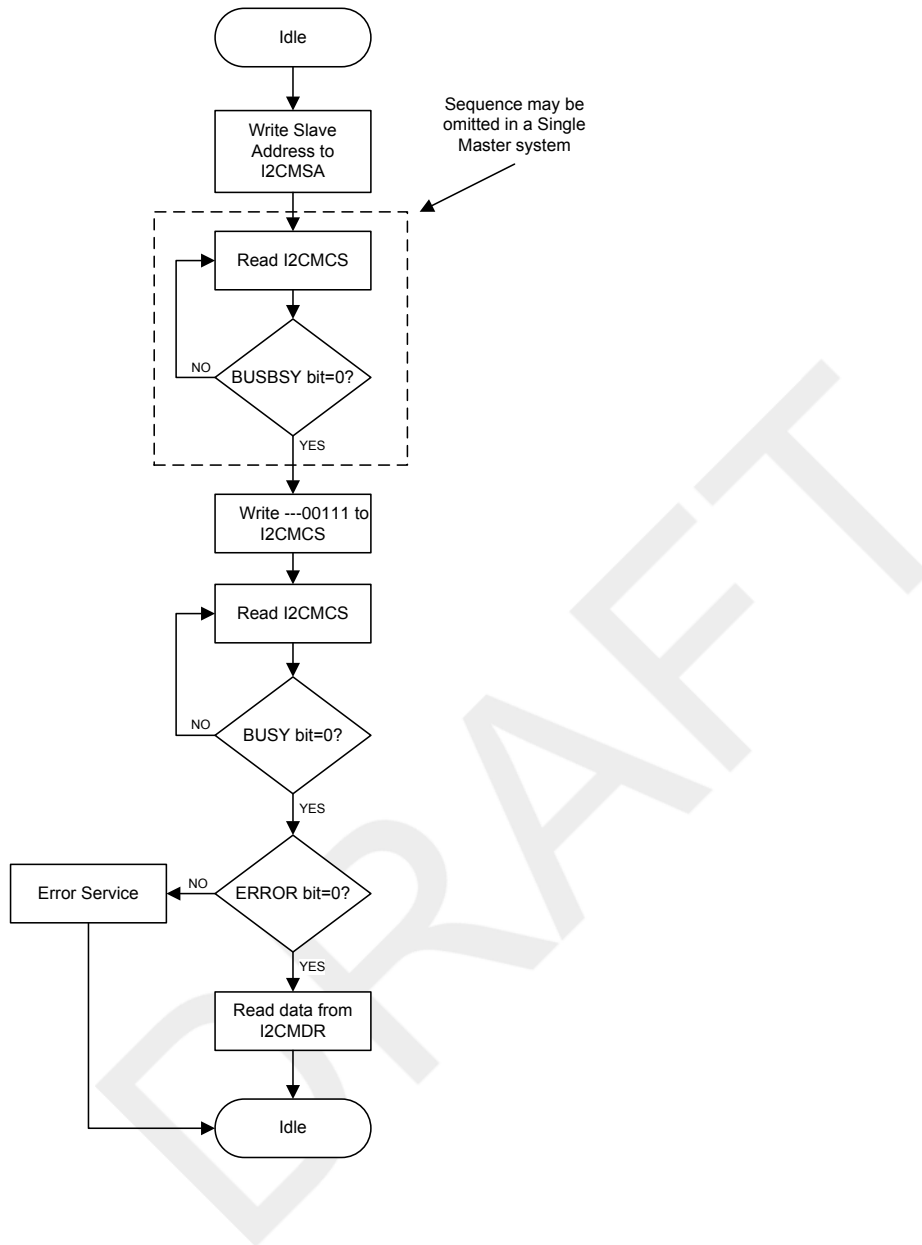 Idle
Sequence may be
omitted in a Single
Master system
Write Slave
Address to
I2CMSA
Read I2CMCS
NO
BUSBSY bit=0?
YES
Write ---00111 to
I2CMCS
Read I2CMCS
NO
BUSY bit=0?
YES
Error Service
NO
ERROR bit=0?
YES
Read data from
I2CMDR
Idle
DRAFT